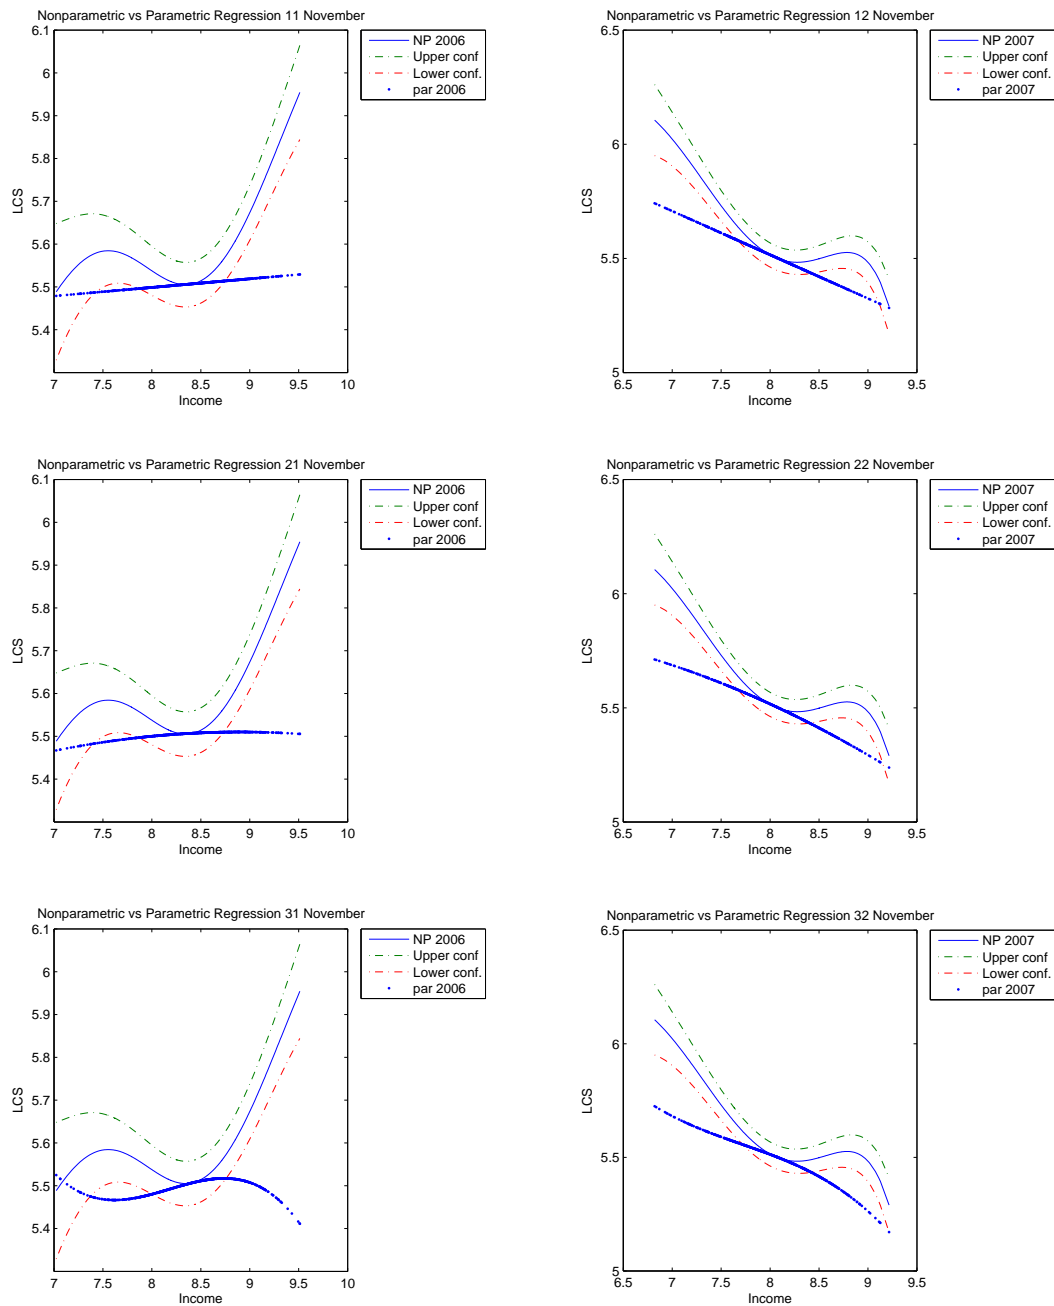 Nonparametric vs Parametric Regression 11 November
6.1
6
5.9
5.8
5.7
5.6
5.5
5.4
LCS
7 7.5 8 8.5 9 9.5 10
Income
NP 2006
Upper conf
Lower conf.
par 2006
Nonparametric vs Parametric Regression 12 November
6.5
6
5.5
5
LCS
6.5 7 7.5 8 8.5 9 9.5
Income
NP 2007
Upper conf
Lower conf.
par 2007
Nonparametric vs Parametric Regression 21 November
6.1
6
5.9
5.8
5.7
5.6
5.5
5.4
LCS
7 7.5 8 8.5 9 9.5 10
Income
NP 2006
Upper conf
Lower conf.
par 2006
Nonparametric vs Parametric Regression 22 November
6.5
6
5.5
5
LCS
6.5 7 7.5 8 8.5 9 9.5
Income
NP 2007
Upper conf
Lower conf.
par 2007
Nonparametric vs Parametric Regression 31 November
6.1
6
5.9
5.8
5.7
5.6
5.5
5.4
LCS
7 7.5 8 8.5 9 9.5 10
Income
NP 2006
Upper conf
Lower conf.
par 2006
Nonparametric vs Parametric Regression 32 November
6.5
6
5.5
5
LCS
6.5 7 7.5 8 8.5 9 9.5
Income
NP 2007
Upper conf
Lower conf.
par 2007